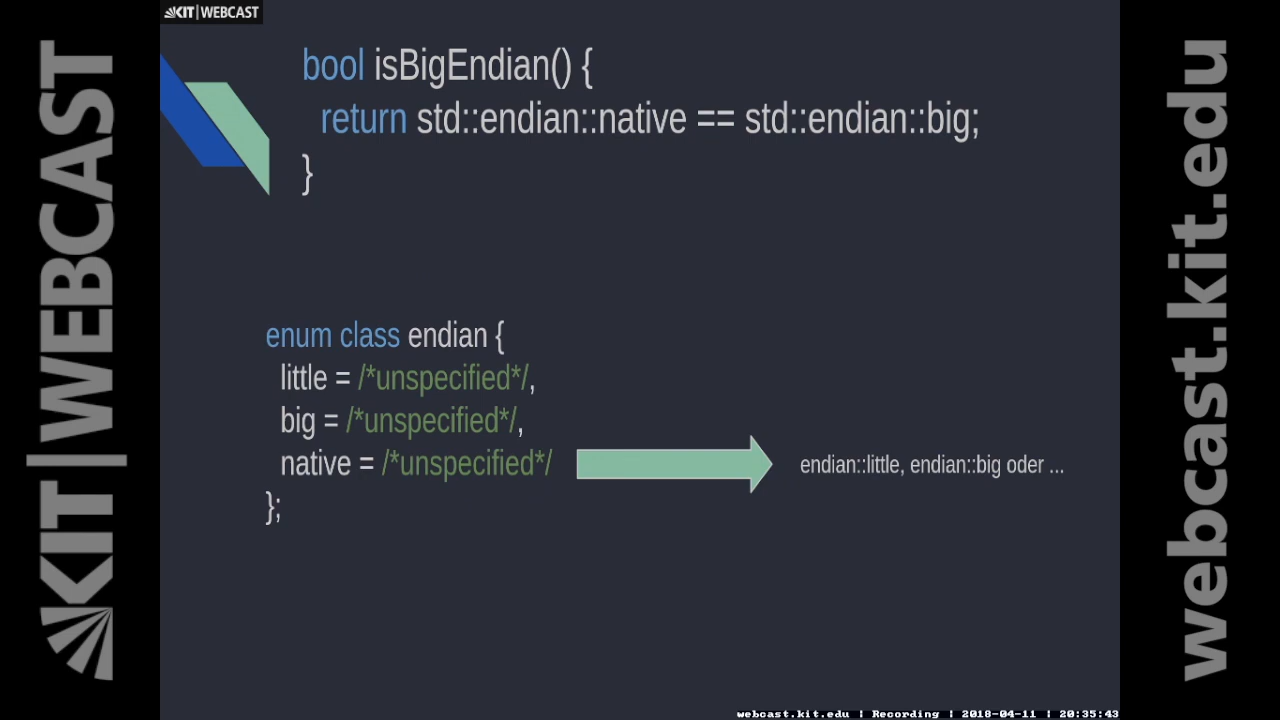 KIT|WEBCAST
bool isBigEndian() {
return std::endian::native == std::endian::big;
}
enum class endian {
little = /*unspecified*/,
big = /*unspecified*/,
native = /*unspecified*/
};
endian::little, endian::big oder ...
KIT|WEBCAST
webcast.kit.edu
webcast.kit.edu | Recording | 2018-04-11 | 20:35:43